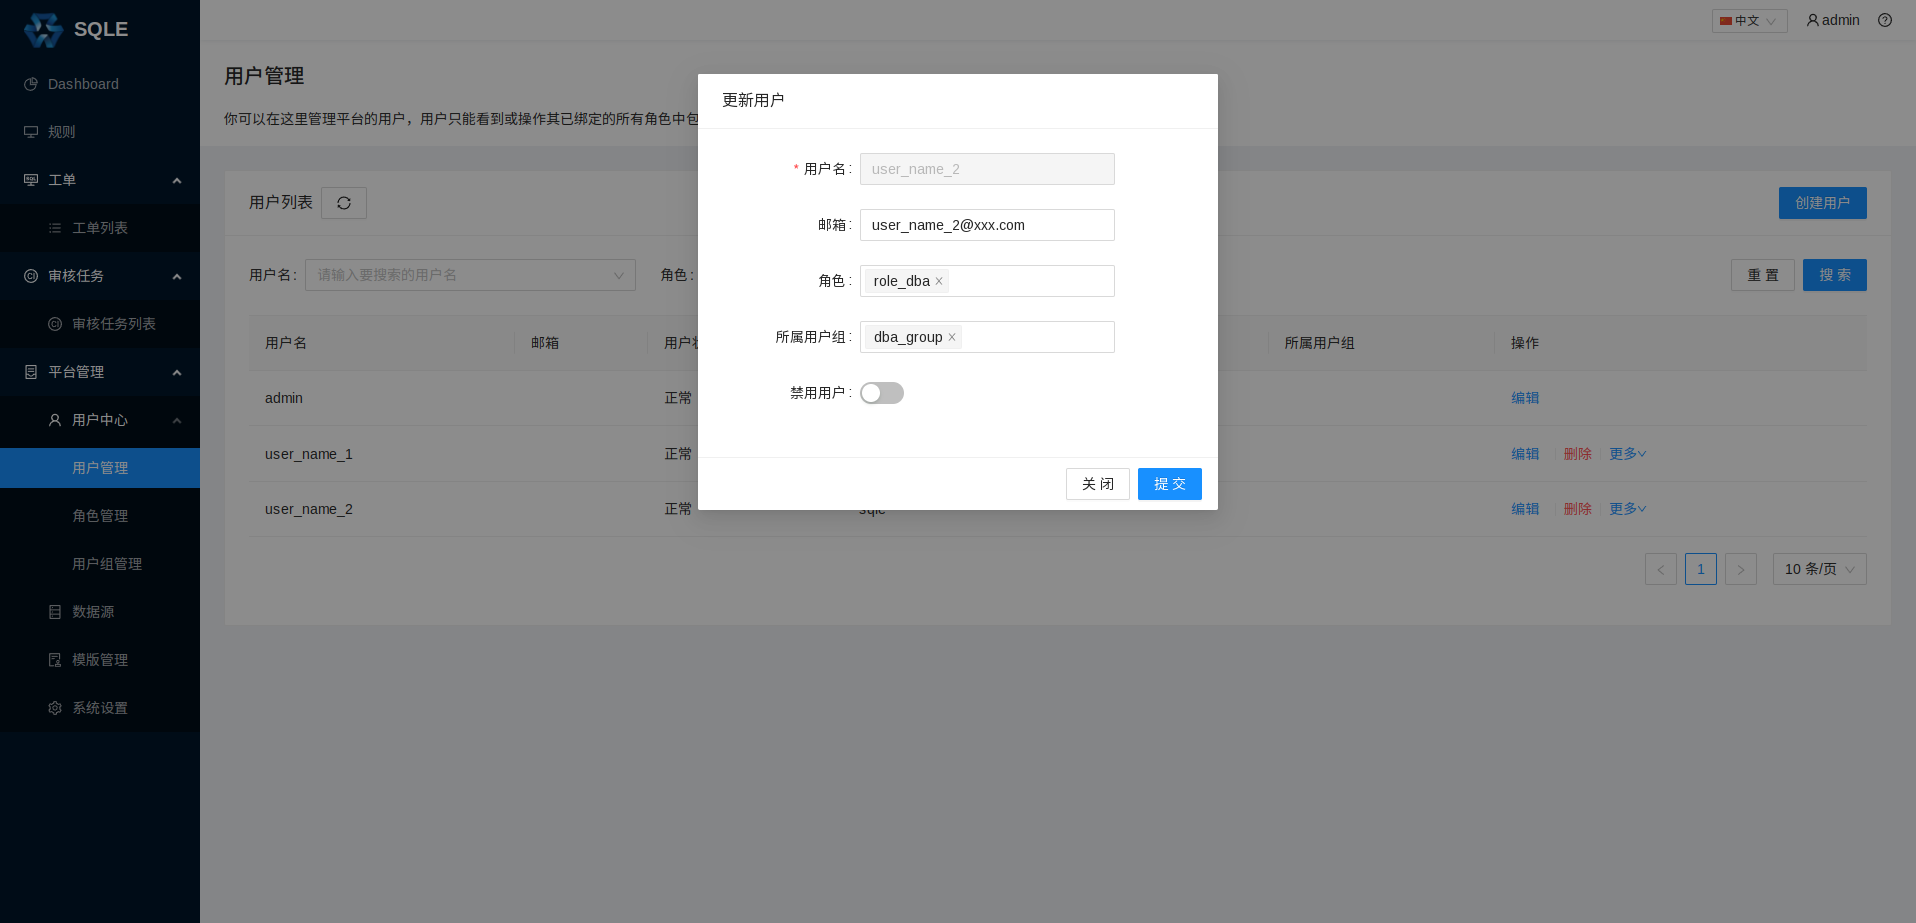 SQLE
Dashboard
规则
工单
工单列表
审核任务
审核任务列表
平台管理
用户中心
用户管理
角色管理
用户组管理
数据源
模版管理
系统设置
中文
admin
用户管理
你可以在这里管理平台的用户，用户只能看到或操作其已绑定的所有角色中包
用户列表
创建用户
用户名:
请输入要搜索的用户名
角色:
重 置
搜 索
用户名
邮箱
用户状
所属用户组
操作
admin
正常
编辑
user_name_1
正常
编辑
删除
更多
user_name_2
正常
sqle
编辑
删除
更多
1
10 条/页
更新用户
* 用户名:
user_name_2
邮箱:
user_name_2@xxx.com
角色:
role_dba
所属用户组:
dba_group
禁用用户:
关 闭
提 交